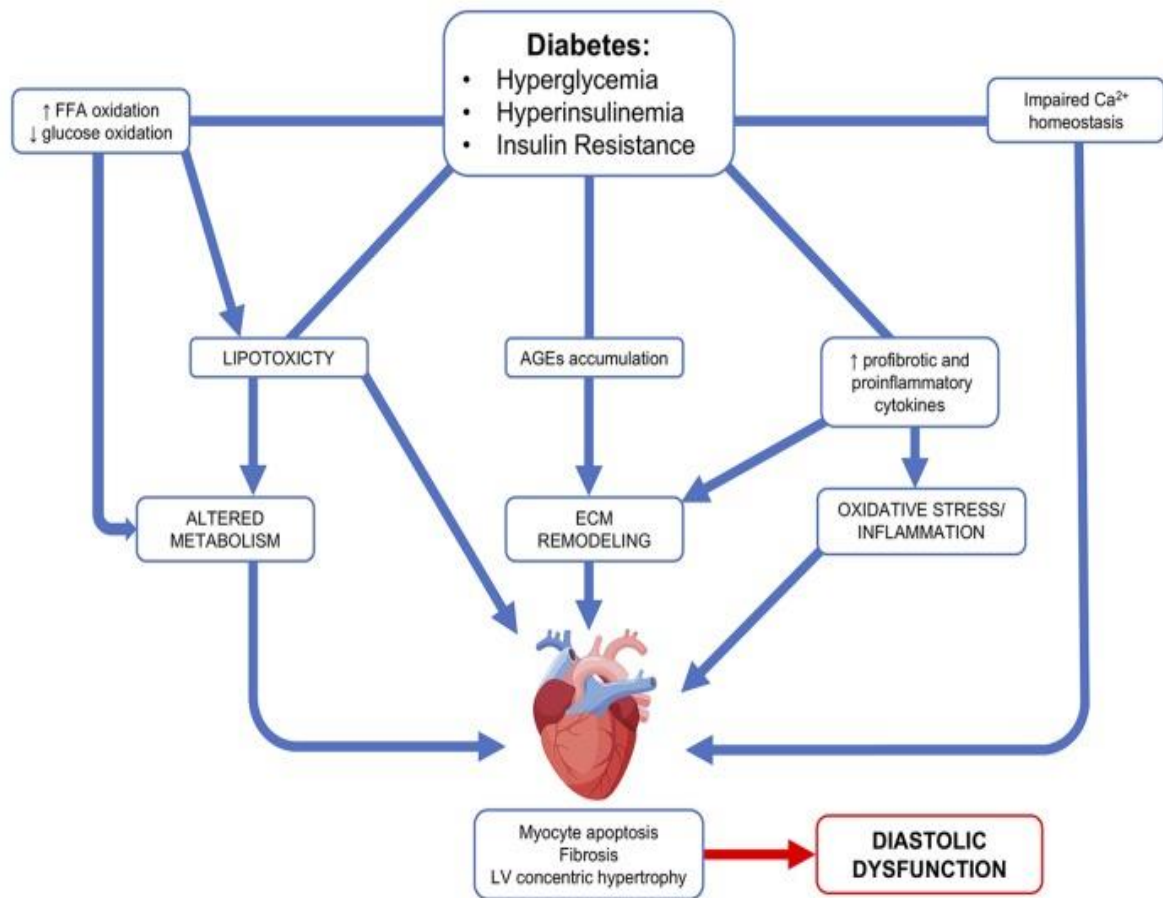 Diabetes:
• Hyperglycemia
• Hyperinsulinemia
• Insulin Resistance
↑ FFA oxidation
↓ glucose oxidation
Impaired Ca²⁺
homeostasis
LIPOTOXICTY
AGEs accumulation
↑ profibrotic and
proinflammatory
cytokines
ALTERED
METABOLISM
ECM
REMODELING
OXIDATIVE STRESS/
INFLAMMATION
Myocyte apoptosis
Fibrosis
LV concentric hypertrophy
DIASTOLIC
DYSFUNCTION